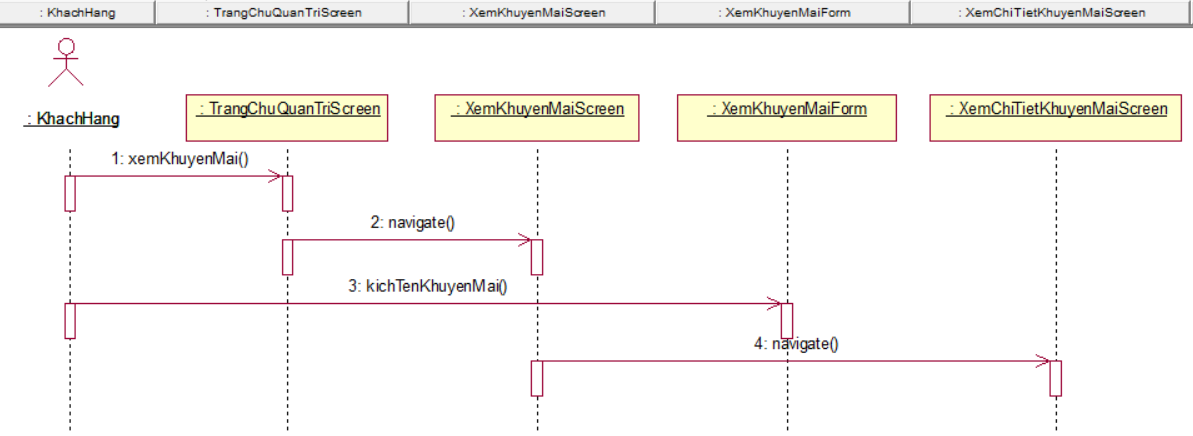 : KhachHang
: TrangChuQuanTriScreen
: XemKhuyenMaiScreen
: XemKhuyenMaiForm
: XemChiTietKhuyenMaiScreen
: KhachHang
: TrangChuQuanTriScreen
: XemKhuyenMaiScreen
: XemKhuyenMaiForm
: XemChiTietKhuyenMaiScreen
1: xemKhuyenMai()
2: navigate()
3: kichTenKhuyenMai()
4: navigate()